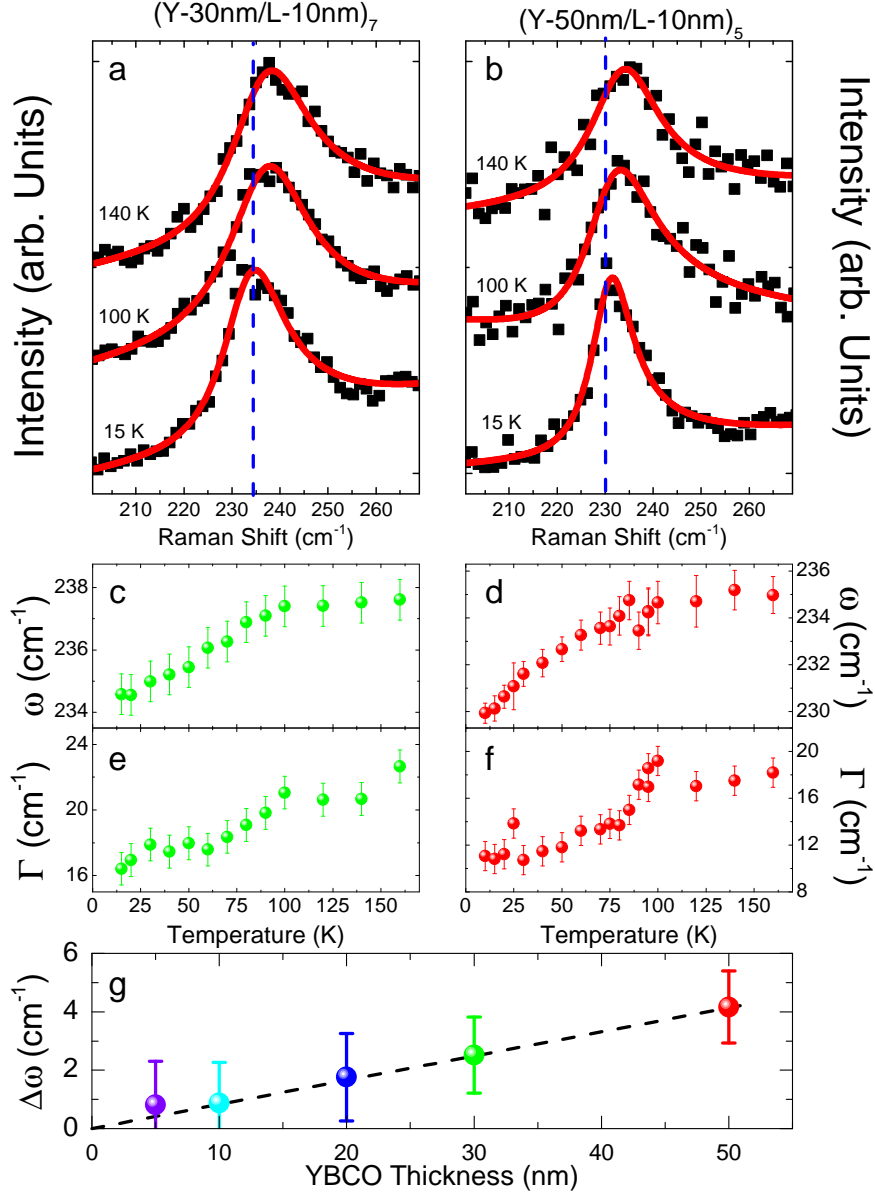 (Y-30nm/L-10nm)₇
(Y-50nm/L-10nm)₅
a
b
Intensity (arb. Units)
Intensity (arb. Units)
140 K
100 K
15 K
140 K
100 K
15 K
210 220 230 240 250 260
210 220 230 240 250 260
Raman Shift (cm⁻¹)
Raman Shift (cm⁻¹)
c
d
238
236
234
ω (cm⁻¹)
236
234
232
230
ω (cm⁻¹)
e
f
24
22
20
16
Γ (cm⁻¹)
20
16
12
8
Γ (cm⁻¹)
0 25 50 75 100 125 150
0 25 50 75 100 125 150
Temperature (K)
Temperature (K)
g
6
4
2
0
Δω (cm⁻¹)
0 10 20 30 40 50
YBCO Thickness (nm)